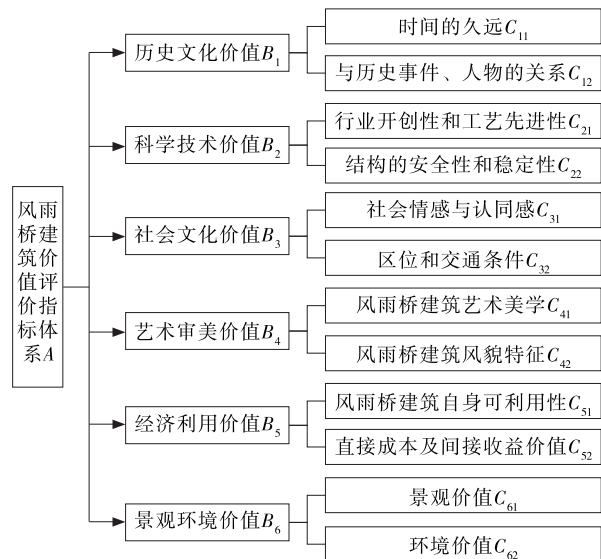 时间的久远C11
历史文化价值B1
与历史事件、人物的关系C12
行业开创性和工艺先进性C21
科学技术价值B2
结构的安全性和稳定性C22
风雨
桥建
筑价
值评
价指
标体
系A
社会情感与认同感C31
社会文化价值B3
区位和交通条件C32
风雨桥建筑艺术美学C41
艺术审美价值B4
风雨桥建筑风貌特征C42
风雨桥建筑自身可利用性C51
经济利用价值B5
直接成本及间接收益价值C52
景观价值C61
景观环境价值B6
环境价值C62